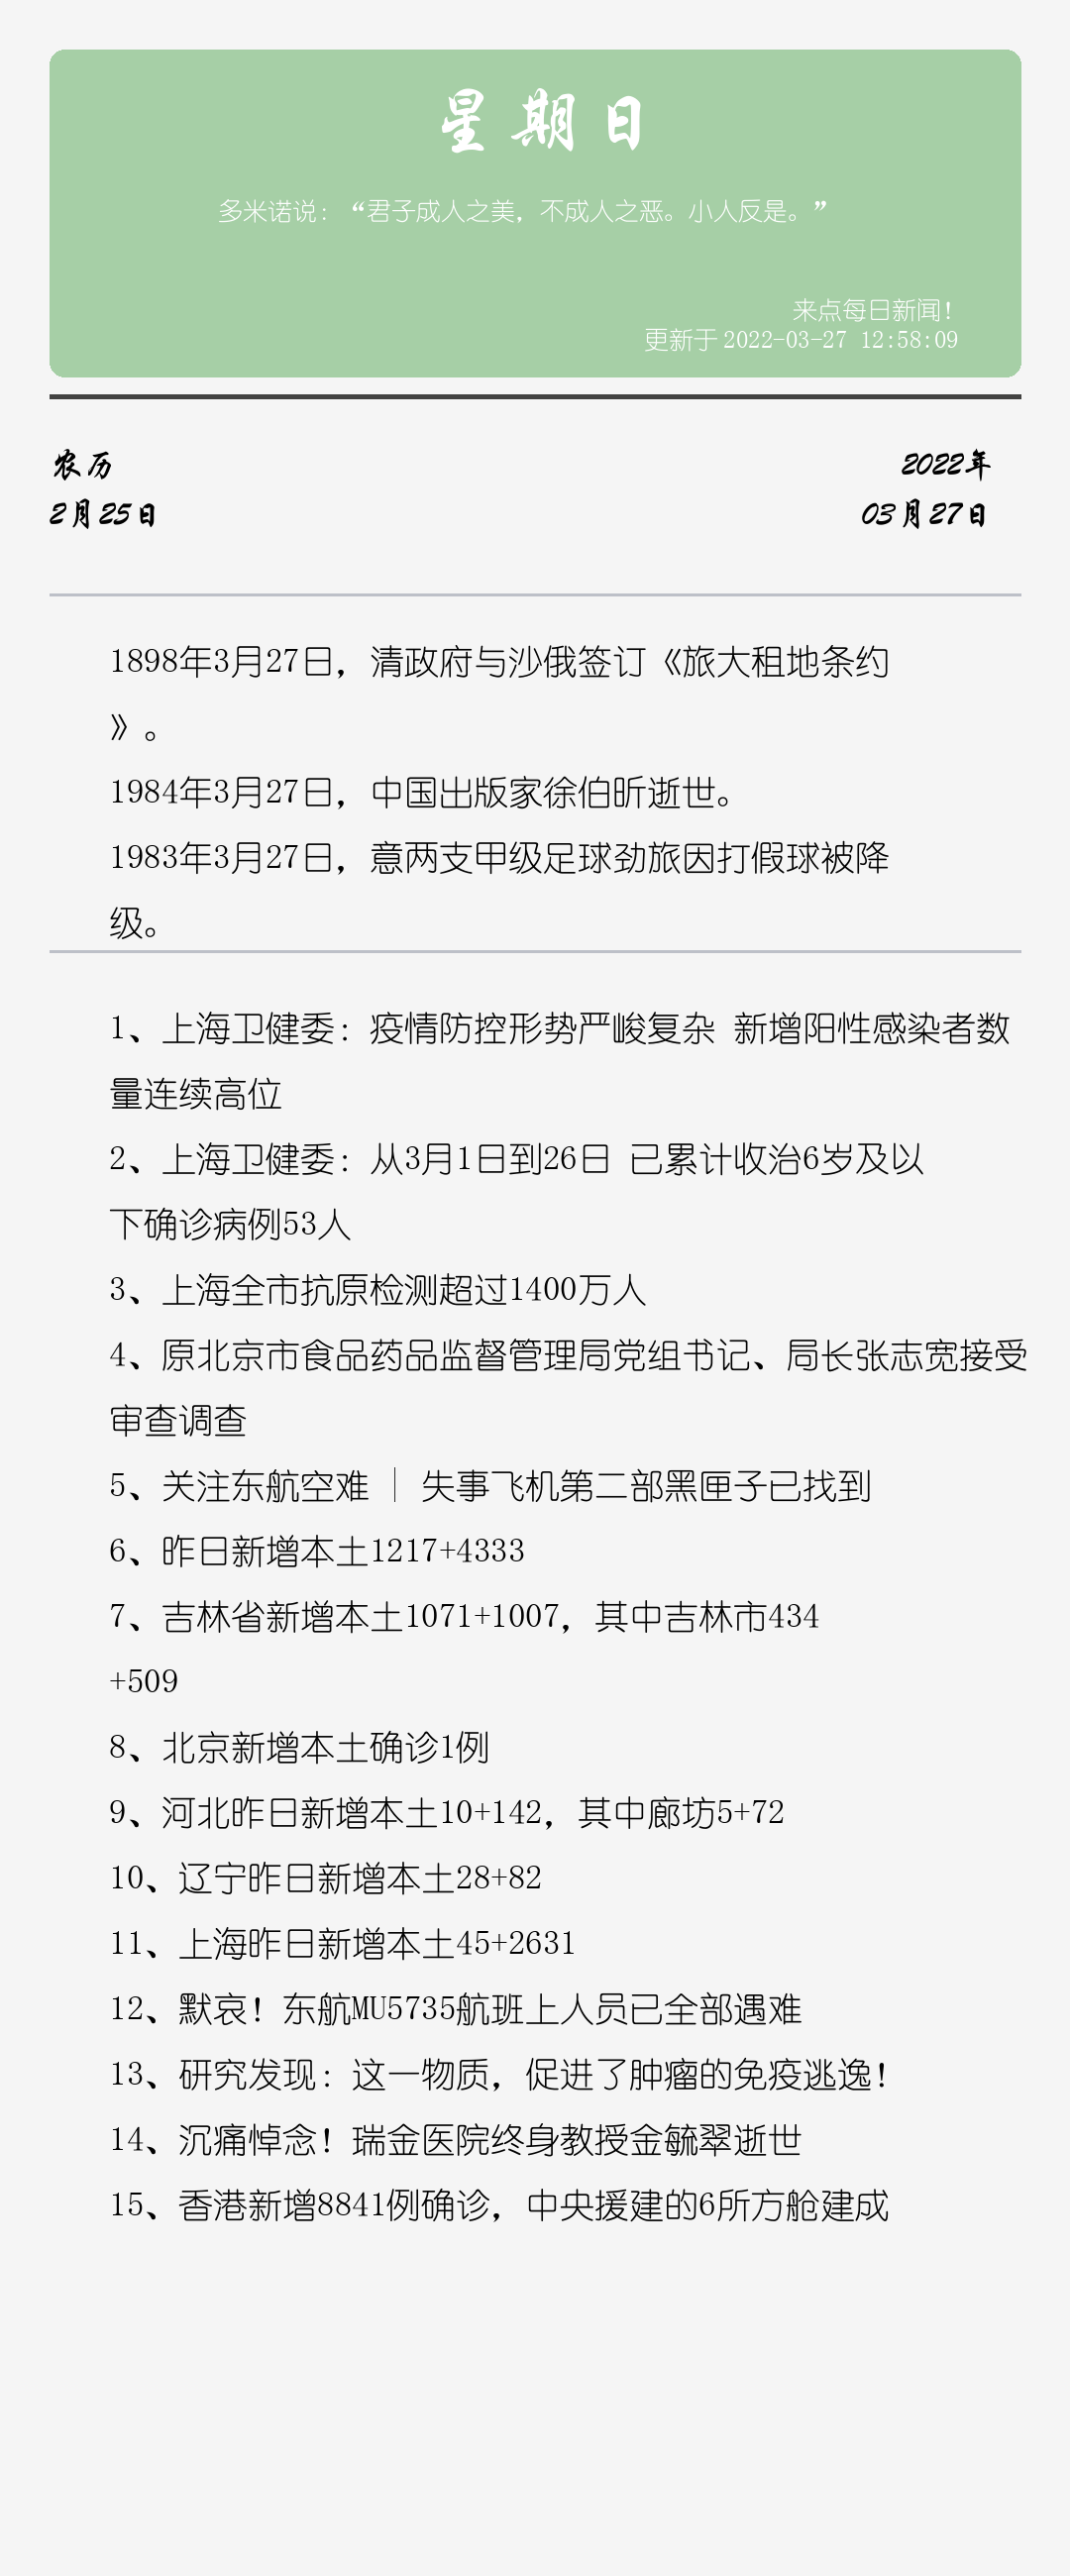 星期日
多米诺说：“君子成人之美，不成人之恶。小人反是。”
来点每日新闻！
更新于 2022-03-27 12:58:09
农历
2022年
2月25日
03月27日
1898年3月27日，清政府与沙俄签订《旅大租地条约
》。
1984年3月27日，中国出版家徐伯昕逝世。
1983年3月27日，意两支甲级足球劲旅因打假球被降
级。
1、上海卫健委：疫情防控形势严峻复杂 新增阳性感染者数
量连续高位
2、上海卫健委：从3月1日到26日 已累计收治6岁及以
下确诊病例53人
3、上海全市抗原检测超过1400万人
4、原北京市食品药品监督管理局党组书记、局长张志宽接受
审查调查
5、关注东航空难｜失事飞机第二部黑匣子已找到
6、昨日新增本土1217+4333
7、吉林省新增本土1071+1007，其中吉林市434
+509
8、北京新增本土确诊1例
9、河北昨日新增本土10+142，其中廊坊5+72
10、辽宁昨日新增本土28+82
11、上海昨日新增本土45+2631
12、默哀！东航MU5735航班上人员已全部遇难
13、研究发现：这一物质，促进了肿瘤的免疫逃逸！
14、沉痛悼念！瑞金医院终身教授金毓翠逝世
15、香港新增8841例确诊，中央援建的6所方舱建成